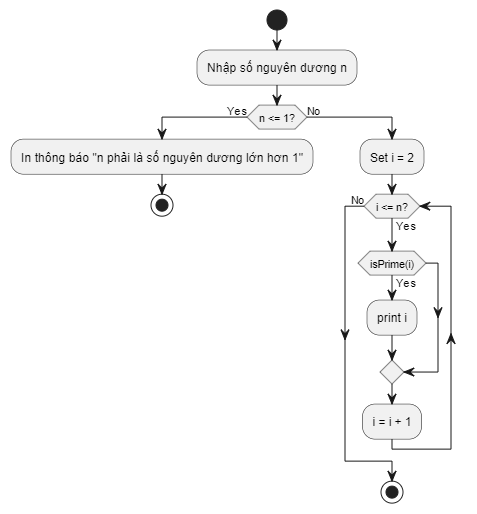 Nhập số nguyên dương n
Yes
n <= 1?
No
In thông báo "n phải là số nguyên dương lớn hơn 1"
Set i = 2
No
i <= n?
Yes
isPrime(i)
Yes
print i
i = i + 1